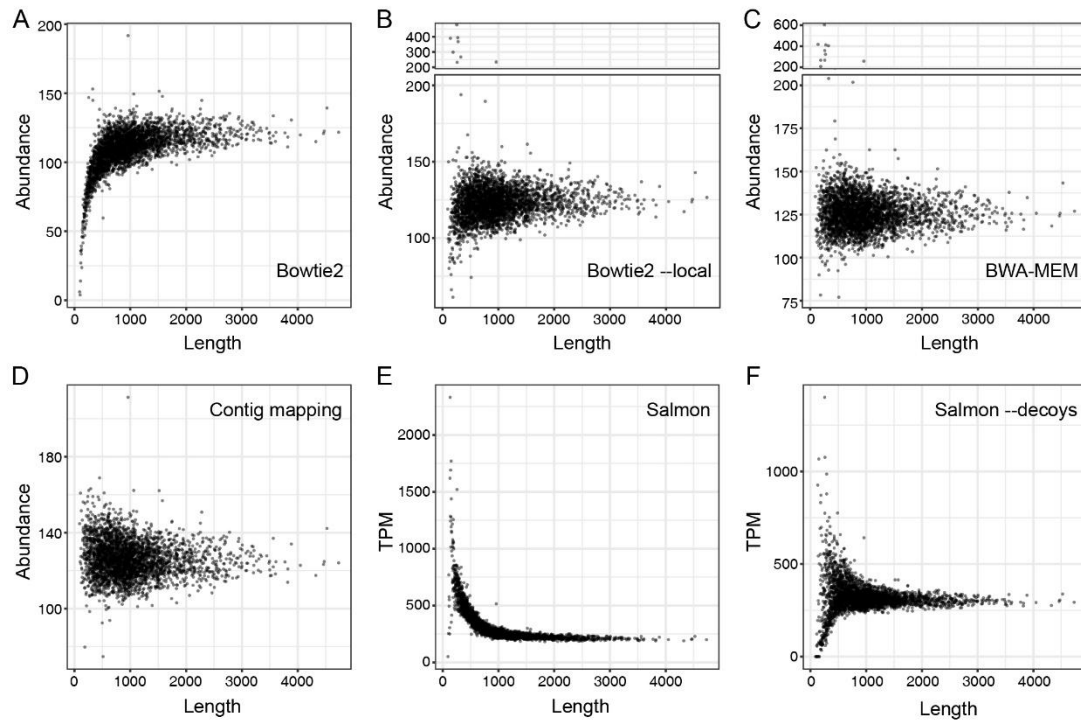 A
200
150
100
50
0
Abundance
Bowtie2
0 1000 2000 3000 4000
Length
B
400
300
200
200
150
100
Abundance
Bowtie2 --local
0 1000 2000 3000 4000
Length
C
600
400
200
175
150
125
100
75
Abundance
BWA-MEM
0 1000 2000 3000 4000
Length
D
180
140
100
Abundance
Contig mapping
0 1000 2000 3000 4000
Length
E
2000
1500
1000
500
0
TPM
Salmon
0 1000 2000 3000 4000
Length
F
1000
500
0
TPM
Salmon --decoys
0 1000 2000 3000 4000
Length